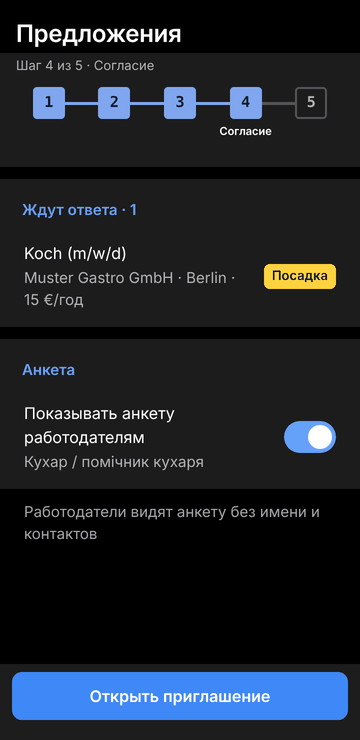 Предложения
Шаг 4 из 5 · Согласие
1 2 3 4 5
Согласие
Ждут ответа · 1
Koch (m/w/d)
Muster Gastro GmbH · Berlin ·
15 €/год
Посадка
Анкета
Показывать анкету
работодателям
Кухар / помічник кухаря
Работодатели видят анкету без имени и
контактов
Открыть приглашение